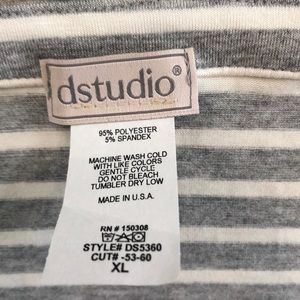 dstudio®
95% POLYESTER
5% SPANDEX
MACHINE WASH COLD
WITH LIKE COLORS
GENTLE CYCLE
DO NOT BLEACH
TUMBLER DRY LOW
MADE IN U.S.A.
RN # 150308
STYLE# DS5360
CUT# -53-60
XL